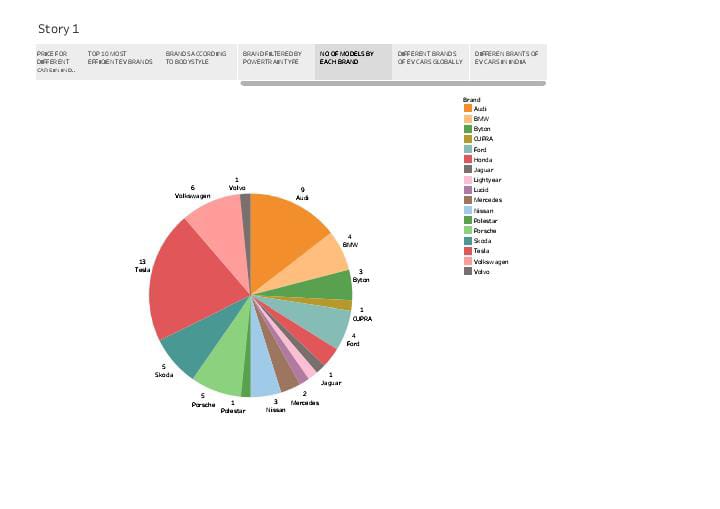 Story 1
PRICE FOR
DIFFERENT
CAR EIN IND..
TOP 10 MOST
EFFICIENT EV BRANDS
BRANDS ACCORDING
TO BODYSTYLE
BRAND FILTERED BY
POWERTRAIN TYPE
NO OF MODELS BY
EACH BRAND
DIFFERENT BRANDS
OF EV CARS GLOBALLY
DIFFEREN BRANTS OF
EV CARS IN INDIA
Brand
Audi
BMW
Byton
CUPRA
Ford
Honda
Jaguar
Lightyear
Lucid
Mercedes
Nissan
Polestar
Porsche
Skoda
Tesla
Volkswagen
Volvo
1
Volvo
9
Audi
6
Volkswagen
4
BMW
13
Tesla
3
Byton
1
CUPRA
4
Ford
5
Skoda
1
Jaguar
5
Porsche
1
Polestar
3
Nissan
2
Mercedes